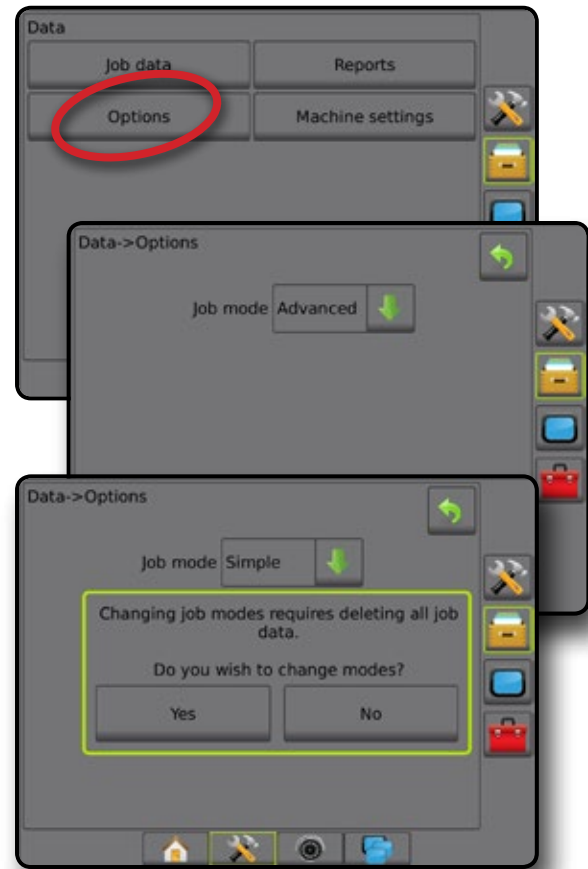 Data
Job data Reports
Options Machine settings
Data->Options
Job mode Advanced
Data->Options
Job mode Simple
Changing job modes requires deleting all job
data.
Do you wish to change modes?
Yes No